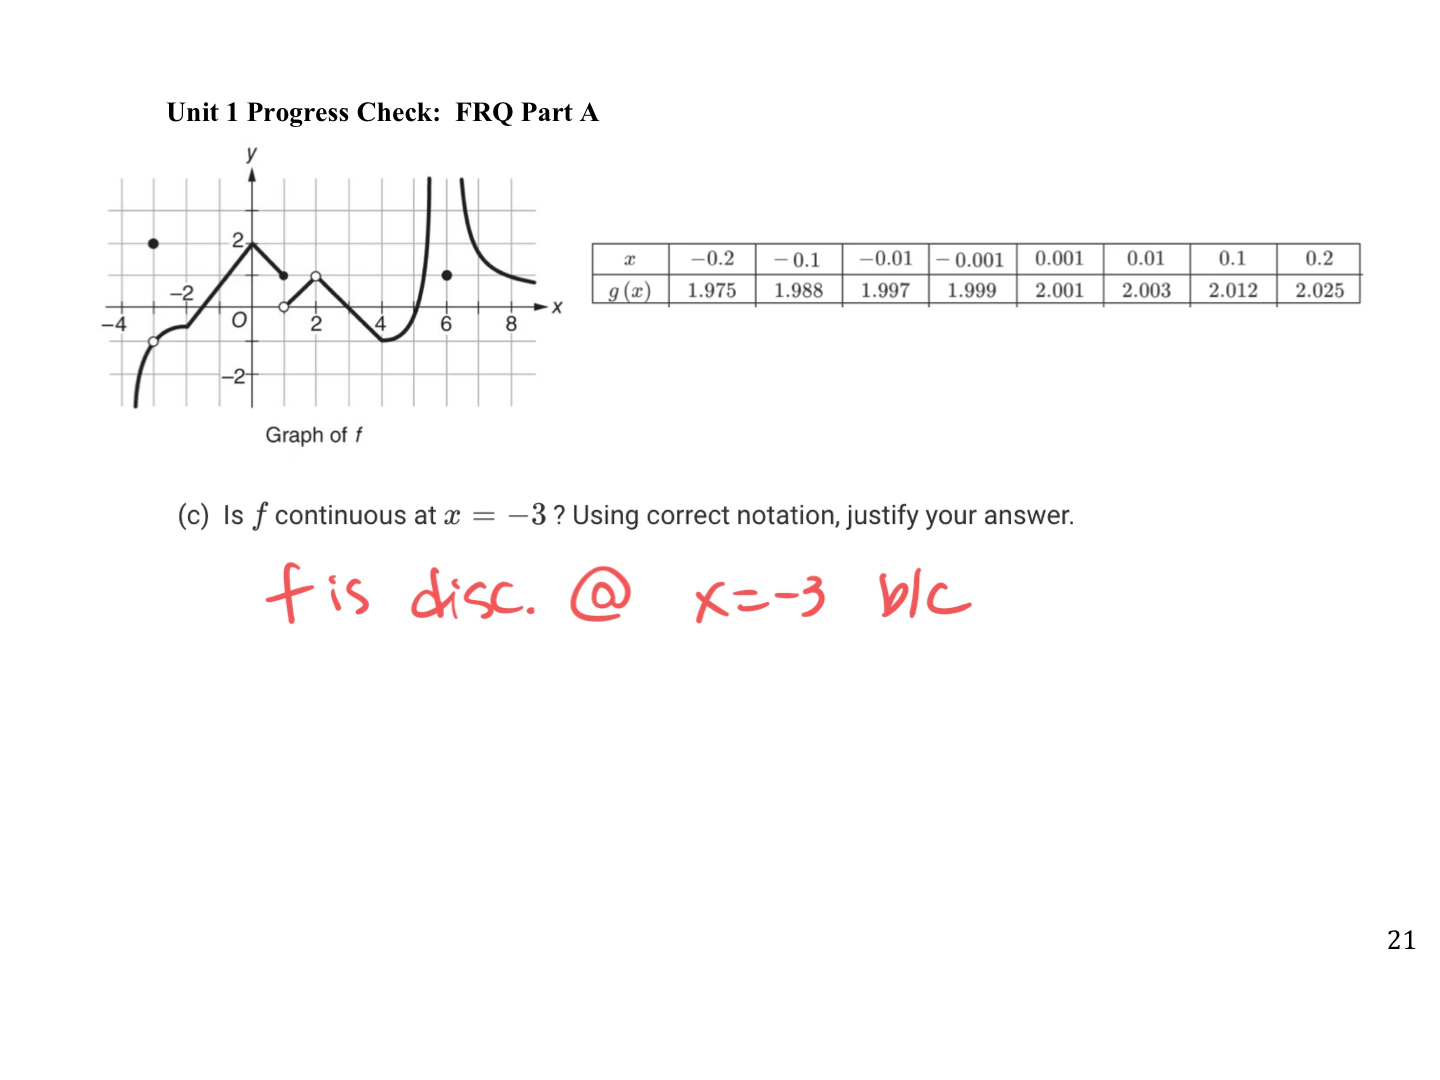 Unit 1 Progress Check: FRQ Part A
y
2
−2
−4
O
2
4
6
8
x
−2
Graph of f
x −0.2 −0.1 −0.01 −0.001 0.001 0.01 0.1 0.2
g(x) 1.975 1.988 1.997 1.999 2.001 2.003 2.012 2.025
(c) Is f continuous at x = −3? Using correct notation, justify your answer.
f is disc. @ x=-3 b/c
21